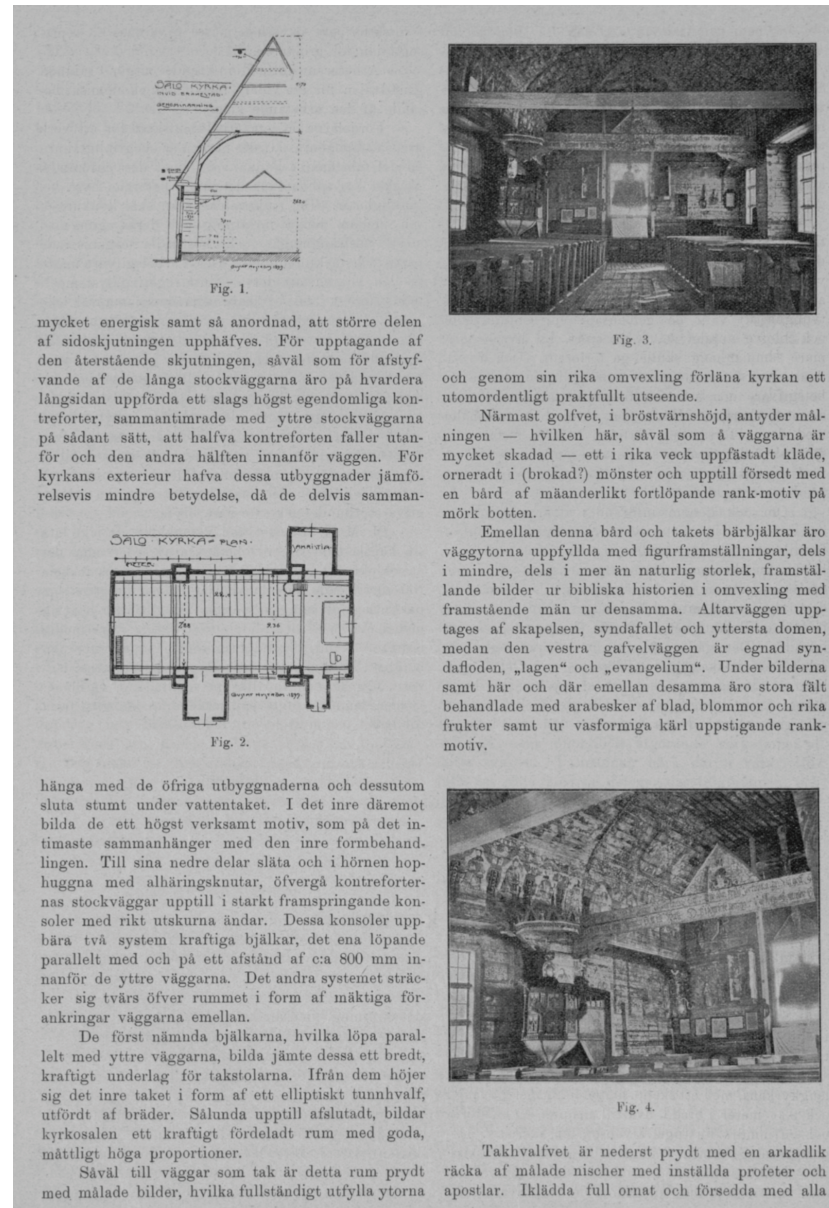 SALO KYRKA.
Fig. 1.
mycket energisk samt så anordnad, att större delen
af sidoskjutningen upphäfves. För upptagande af
den återstående skjutningen, såväl som för afstyf-
vande af de långa stockväggarna äro på hvardera
långsidan uppförda ett slags högst egendomliga kon-
treforter, sammantimrade med yttre stockväggarna
på sådant sätt, att halfva kontreforten faller utan-
för och den andra hälften innanför väggen. För
kyrkans exterieur hafva dessa utbyggnader jämfö-
relsevis mindre betydelse, då de delvis samman-
SALO KYRKA- PLAN.
Fig. 2.
hänga med de öfriga utbyggnaderna och dessutom
sluta stumt under vattentaket. I det inre däremot
bilda de ett högst verksamt motiv, som på det in-
timaste sammanhänger med den inre formbehand-
lingen. Till sina nedre delar släta och i hörnen hop-
huggna med alhäringsknutar, öfvergå kontreforter-
nas stockväggar upptill i starkt framspringande kon-
soler med rikt utskurna ändar. Dessa konsoler upp-
bära två system kraftiga bjälkar, det ena löpande
parallelt med och på ett afstånd af c:a 800 mm in-
nanför de yttre väggarna. Det andra systemet sträc-
ker sig tvärs öfver rummet i form af mäktiga för-
ankringar väggarna emellan.
De först nämnda bjälkarna, hvilka löpa paral-
lelt med yttre väggarna, bilda jämte dessa ett bredt,
kraftigt underlag för takstolarna. Ifrån dem höjer
sig det inre taket i form af ett elliptiskt tunnhvalf,
utfördt af bräder. Sålunda upptill afslutadt, bildar
kyrkosalen ett kraftigt fördeladt rum med goda,
måttligt höga proportioner.
Såväl till väggar som tak är detta rum prydt
med målade bilder, hvilka fullständigt utfylla ytorna
Fig. 3.
och genom sin rika omvexling förläna kyrkan ett
utomordentligt praktfullt utseende.
Närmast golfvet, i bröstvärnshöjd, antyder mål-
ningen — hvilken här, såväl som å väggarna är
mycket skadad — ett i rika veck uppfästadt kläde,
orneradt i (brokad?) mönster och upptill försedt med
en bård af mäanderlikt fortlöpande rank-motiv på
mörk botten.
Emellan denna bård och takets bärbjälkar äro
väggytorna uppfyllda med figurframställningar, dels
i mindre, dels i mer än naturlig storlek, framstäl-
lande bilder ur bibliska historien i omvexling med
framstående män ur densamma. Altarväggen upp-
tages af skapelsen, syndafallet och yttersta domen,
medan den vestra gafvelväggen är egnad syn-
dafloden, „lagen“ och „evangelium“. Under bilderna
samt här och där emellan desamma äro stora fält
behandlade med arabesker af blad, blommor och rika
frukter samt ur vasformiga kärl uppstigande rank-
motiv.
Fig. 4.
Takhvalfvet är nederst prydt med en arkadlik
räcka af målade nischer med inställda profeter och
apostlar. Iklädda full ornat och försedda med alla